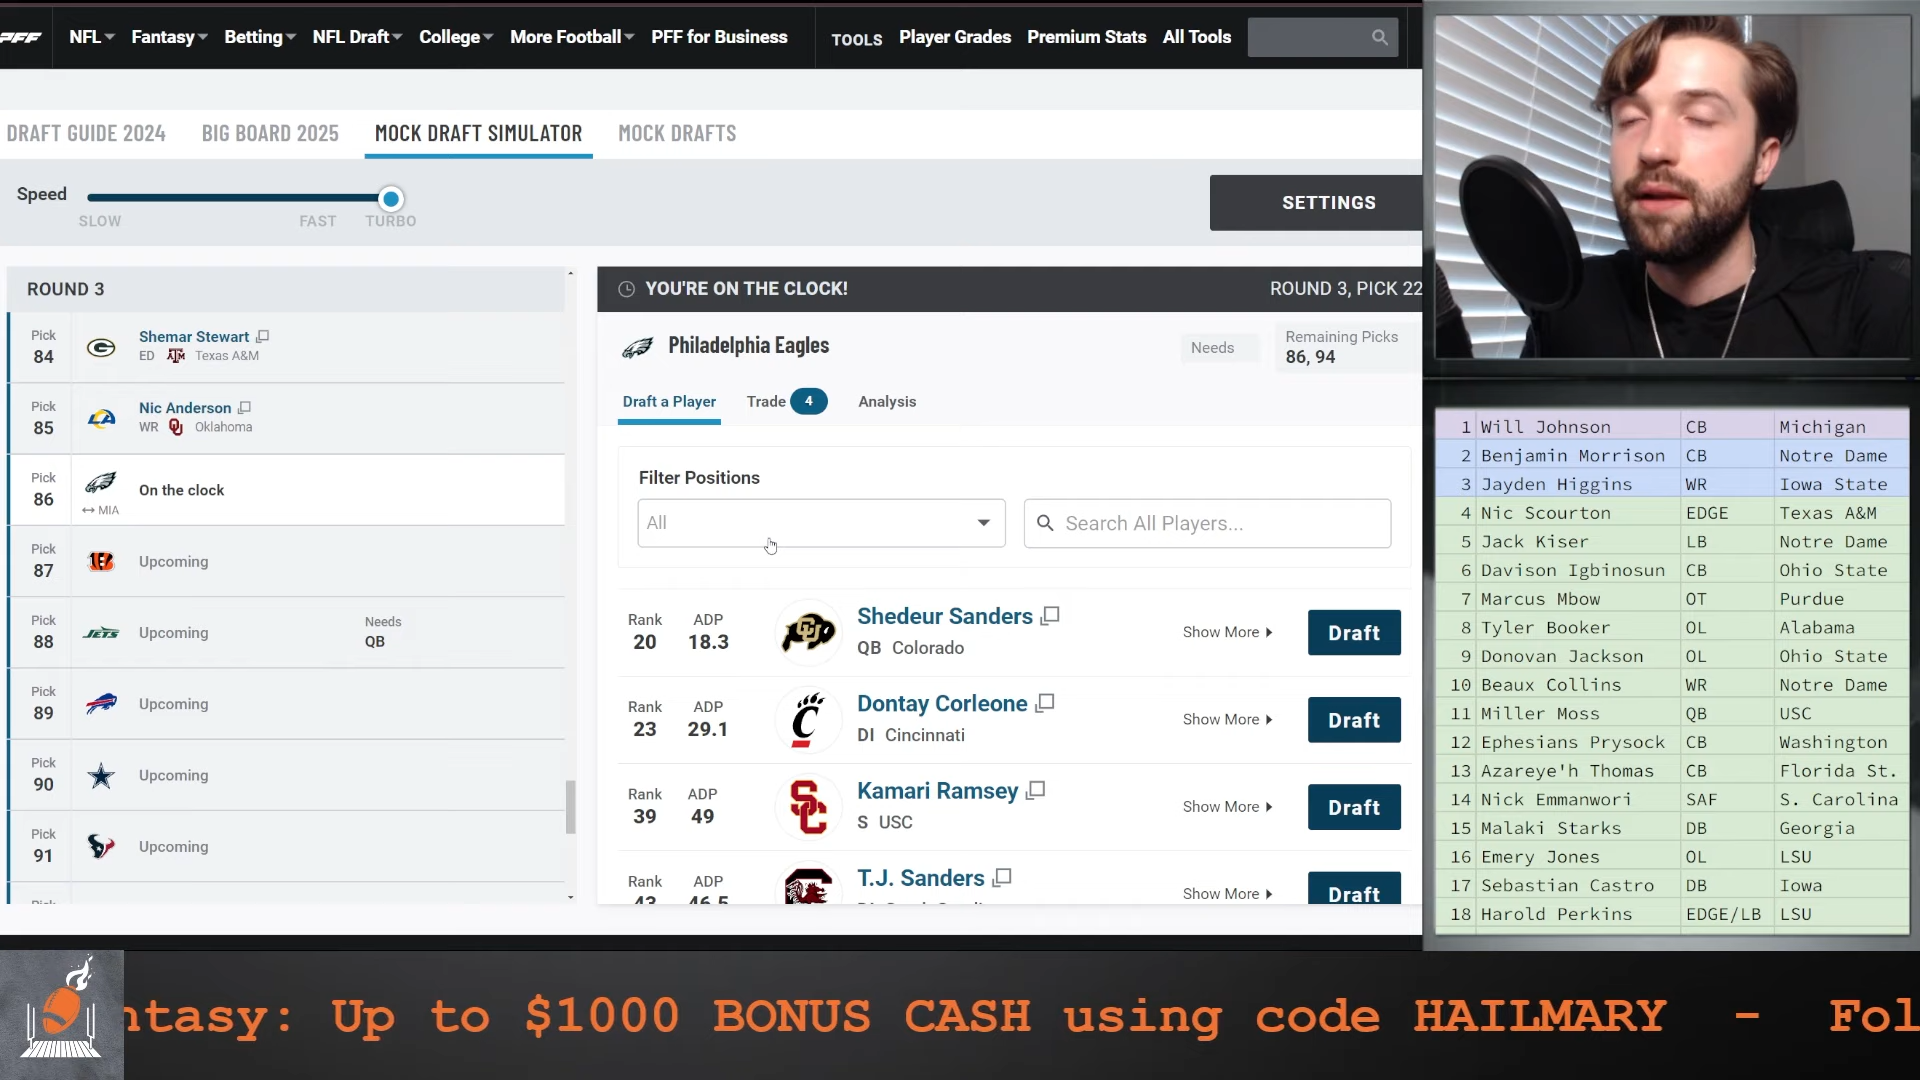 PFF NFL Fantasy Betting NFL Draft College More Football PFF for Business TOOLS Player Grades Premium Stats All Tools
DRAFT GUIDE 2024 BIG BOARD 2025 MOCK DRAFT SIMULATOR MOCK DRAFTS
Speed
SLOW FAST TURBO
SETTINGS
ROUND 3
Pick 84
Shemar Stewart
ED Texas A&M
Pick 85
Nic Anderson
WR Oklahoma
Pick 86
↔ MIA
On the clock
Pick 87
Upcoming
Pick 88
JETS
Upcoming
Needs
QB
Pick 89
Upcoming
Pick 90
Upcoming
Pick 91
Upcoming
YOU'RE ON THE CLOCK! ROUND 3, PICK 22
Philadelphia Eagles
Needs
Remaining Picks
86, 94
Draft a Player Trade 4 Analysis
Filter Positions
All
Search All Players...
Rank 20 ADP 18.3
Shedeur Sanders
QB Colorado
Show More Draft
Rank 23 ADP 29.1
Dontay Corleone
DI Cincinnati
Show More Draft
Rank 39 ADP 49
Kamari Ramsey
S USC
Show More Draft
Rank 43 ADP 46.5
T.J. Sanders
Show More Draft
1 Will Johnson CB Michigan
2 Benjamin Morrison CB Notre Dame
3 Jayden Higgins WR Iowa State
4 Nic Scourton EDGE Texas A&M
5 Jack Kiser LB Notre Dame
6 Davison Igbinosun CB Ohio State
7 Marcus Mbow OT Purdue
8 Tyler Booker OL Alabama
9 Donovan Jackson OL Ohio State
10 Beaux Collins WR Notre Dame
11 Miller Moss QB USC
12 Ephesians Prysock CB Washington
13 Azareye'h Thomas CB Florida St.
14 Nick Emmanwori SAF S. Carolina
15 Malaki Starks DB Georgia
16 Emery Jones OL LSU
17 Sebastian Castro DB Iowa
18 Harold Perkins EDGE/LB LSU
ntasy: Up to $1000 BONUS CASH using code HAILMARY - Fol